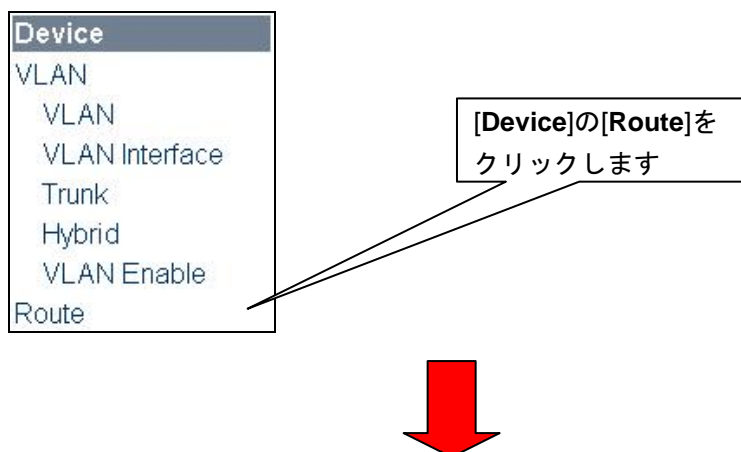 Device
VLAN
VLAN
VLAN Interface
Trunk
Hybrid
VLAN Enable
Route
[Device]の[Route]を
クリックします